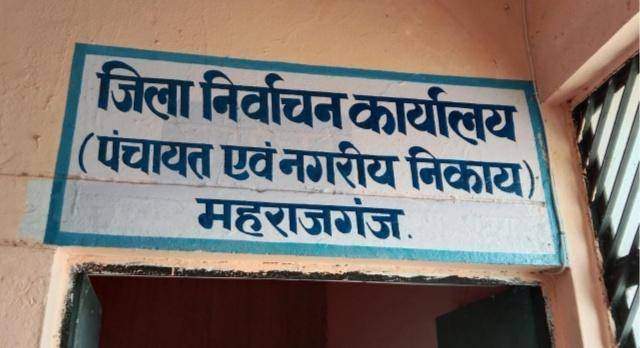 जिला निर्वाचन कार्यालय
(पंचायत एवं नगरीय निकाय)
महराजगंज.